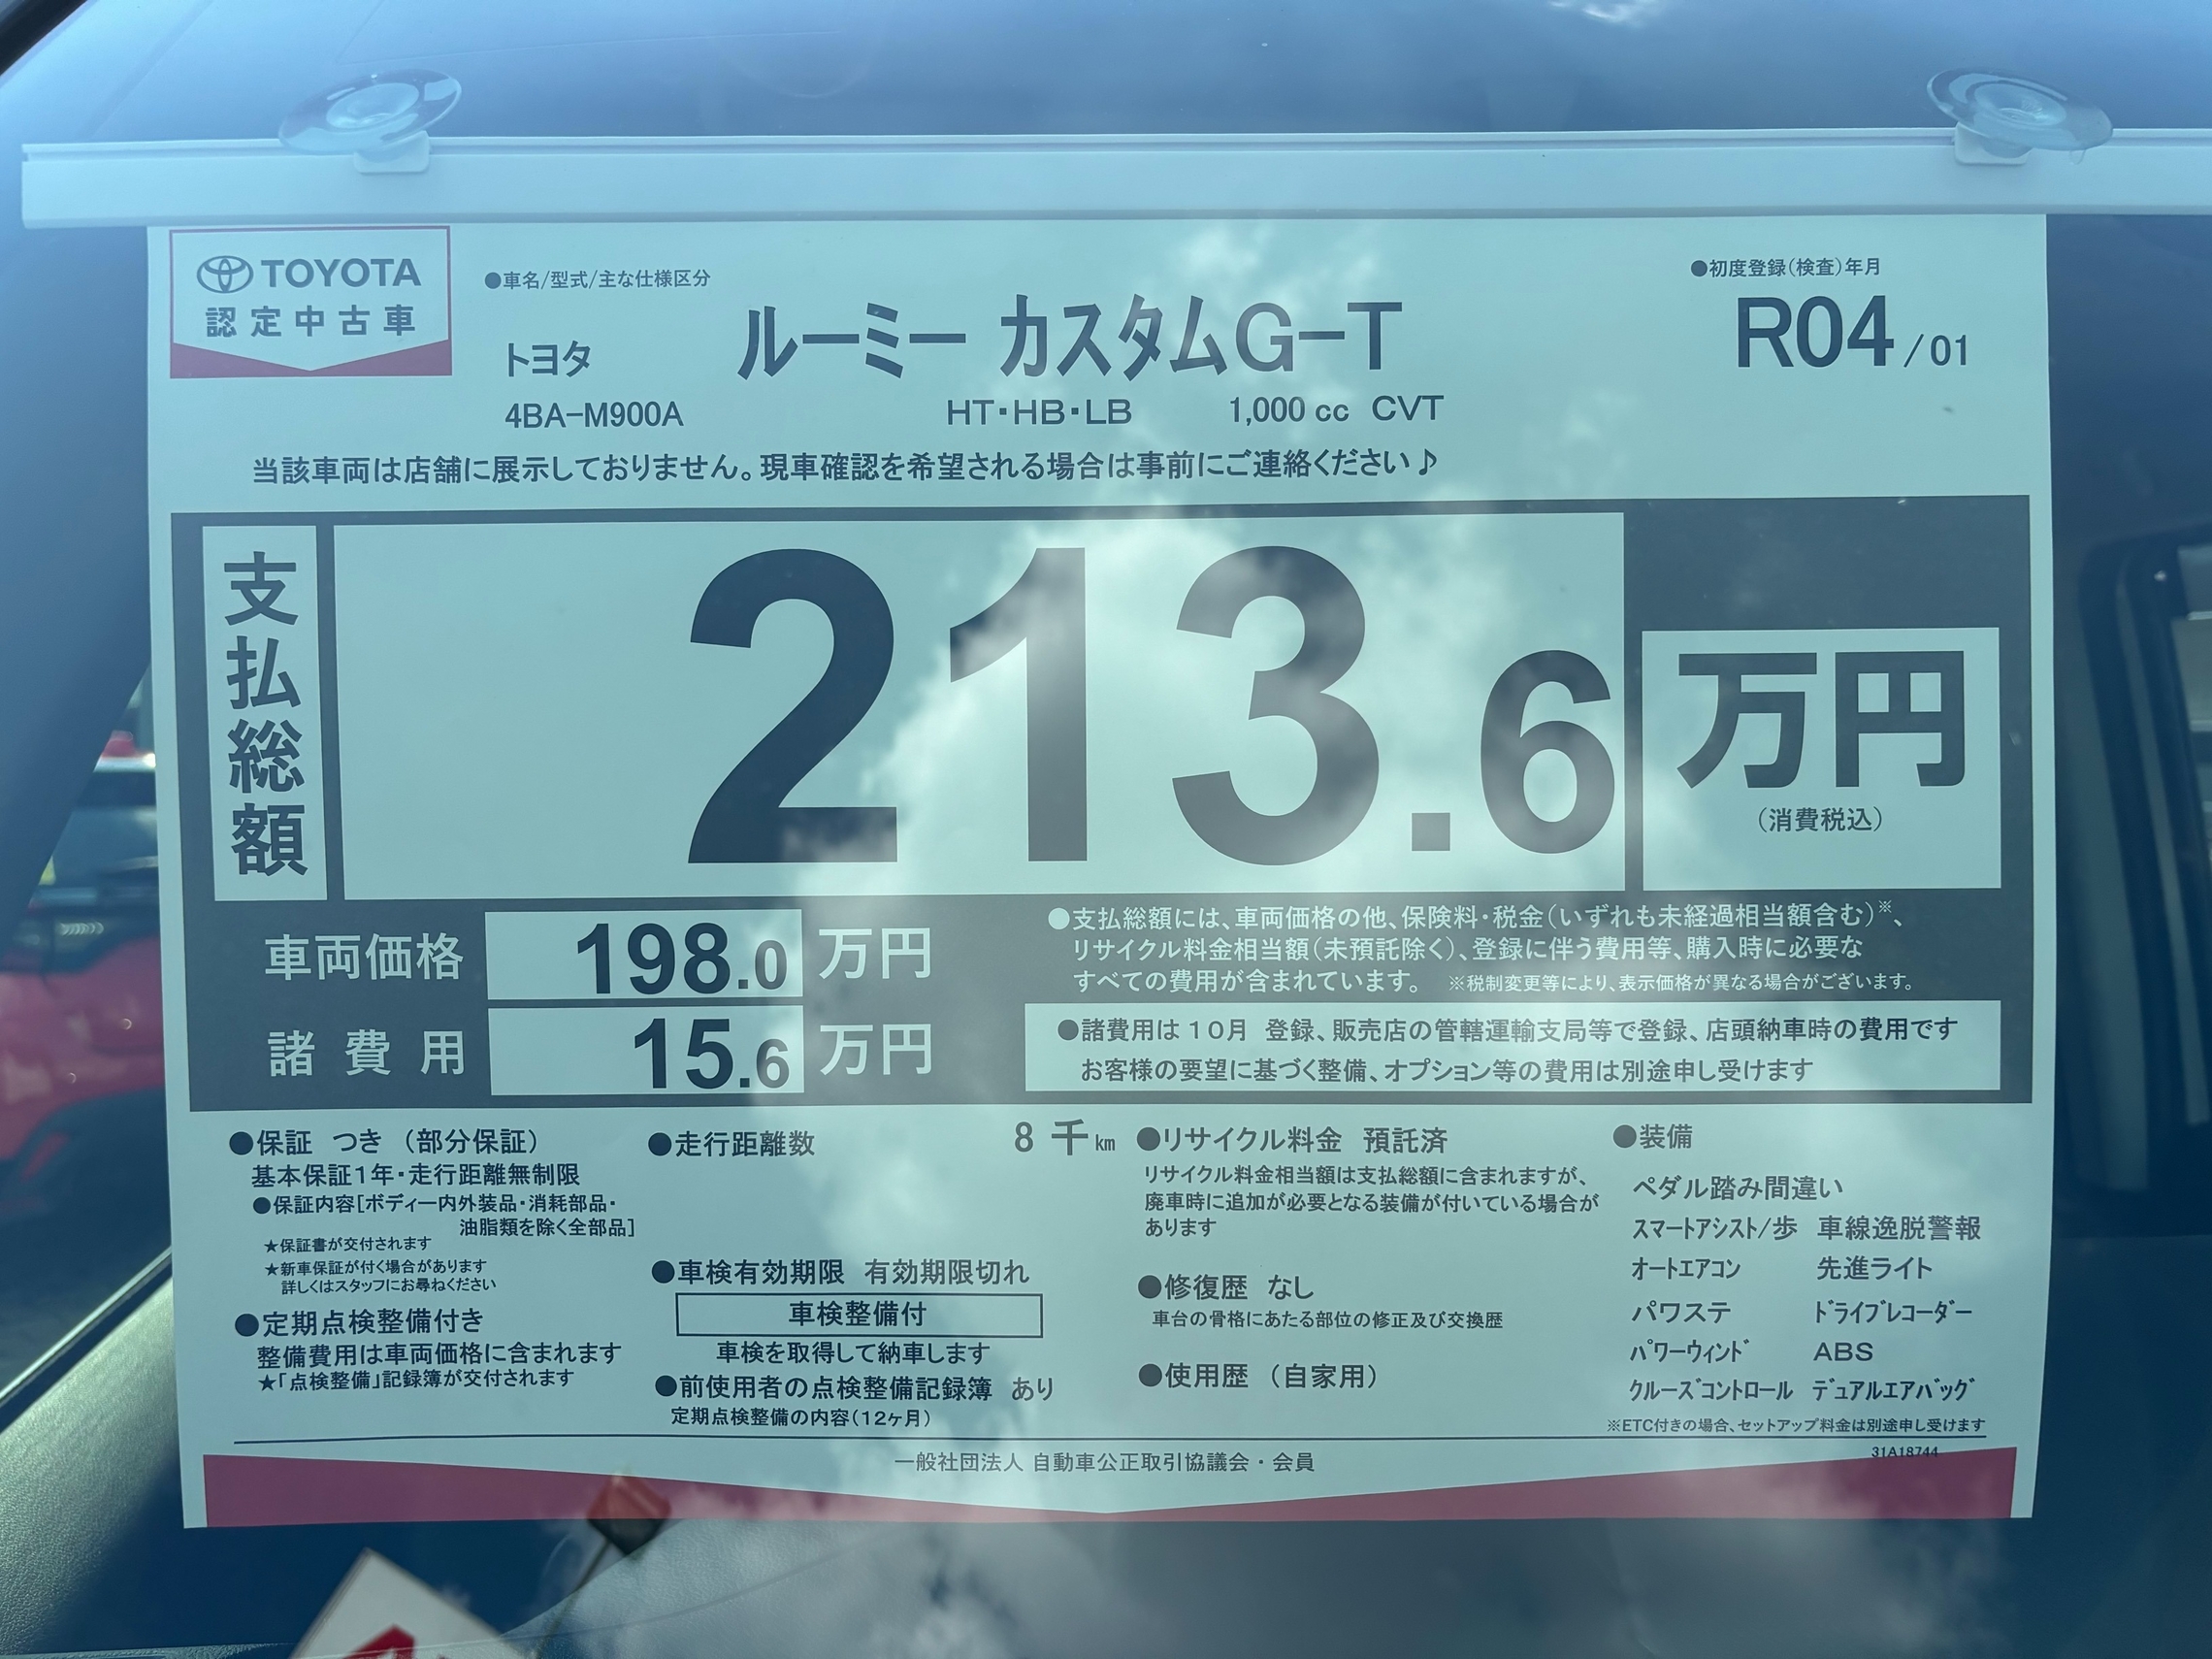 TOYOTA
認定中古車
●車名/型式/主な仕様区分
●初度登録(検査)年月
トヨタ ルーミー カスタムG-T
R04/01
4BA-M900A HT・HB・LB 1,000 cc CVT
当該車両は店舗に展示しておりません。現車確認を希望される場合は事前にご連絡ください♪
支払総額
213.6 万円
(消費税込)
車両価格 198.0 万円
諸費用 15.6 万円
●支払総額には、車両価格の他、保険料・税金(いずれも未経過相当額含む)※、
リサイクル料金相当額(未預託除く)、登録に伴う費用等、購入時に必要な
すべての費用が含まれています。 ※税制変更等により、表示価格が異なる場合がございます。
●諸費用は10月 登録、販売店の管轄運輸支局等で登録、店頭納車時の費用です
お客様の要望に基づく整備、オプション等の費用は別途申し受けます
●保証 つき (部分保証)
基本保証1年・走行距離無制限
●保証内容[ボディー内外装品・消耗部品・
油脂類を除く全部品]
★保証書が交付されます
★新車保証が付く場合があります
詳しくはスタッフにお尋ねください
●定期点検整備付き
整備費用は車両価格に含まれます
★「点検整備」記録簿が交付されます
●走行距離数 8 千km
●車検有効期限 有効期限切れ
車検整備付
車検を取得して納車します
●前使用者の点検整備記録簿 あり
定期点検整備の内容(12ヶ月)
●リサイクル料金 預託済
リサイクル料金相当額は支払総額に含まれますが、
廃車時に追加が必要となる装備が付いている場合が
あります
●修復歴 なし
車台の骨格にあたる部位の修正及び交換歴
●使用歴 (自家用)
●装備
ペダル踏み間違い
スマートアシスト/歩 車線逸脱警報
オートエアコン 先進ライト
パワステ ドライブレコーダー
パワーウィンド ABS
クルーズコントロール デュアルエアバッグ
※ETC付きの場合、セットアップ料金は別途申し受けます
31A18744
一般社団法人 自動車公正取引協議会・会員